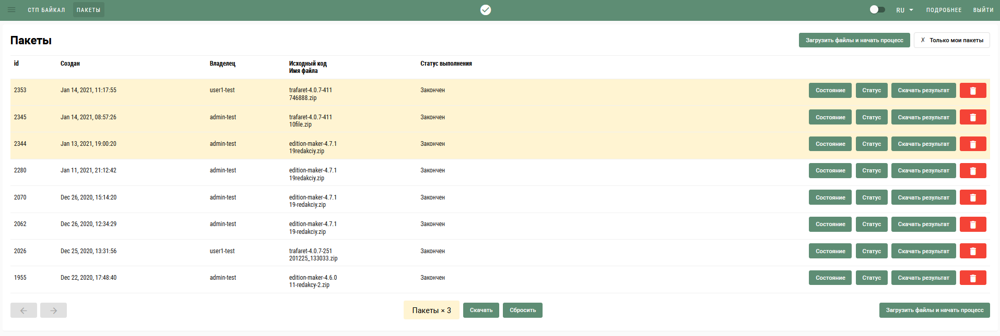 СТП БАЙКАЛ ПАКЕТЫ RU ПОДРОБНЕЕ ВЫЙТИ
Пакеты Загрузить файлы и начать процесс ✗ Только мои пакеты
id Создан Владелец Исходный код Статус выполнения
Имя файла
2353 Jan 14, 2021, 11:17:55 user1-test trafaret-4.0.7-411 Закончен Состояние Статус Скачать результат
746888.zip
2345 Jan 14, 2021, 08:57:26 admin-test trafaret-4.0.7-411 Закончен Состояние Статус Скачать результат
10file.zip
2344 Jan 13, 2021, 19:00:20 admin-test edition-maker-4.7.1 Закончен Состояние Статус Скачать результат
19redakciy.zip
2280 Jan 11, 2021, 21:12:42 admin-test edition-maker-4.7.1 Закончен Состояние Статус Скачать результат
19redakciy.zip
2070 Dec 26, 2020, 15:14:20 admin-test edition-maker-4.7.1 Закончен Состояние Статус Скачать результат
19-redakciy.zip
2062 Dec 26, 2020, 12:34:29 admin-test edition-maker-4.7.1 Закончен Состояние Статус Скачать результат
19-redakciy.zip
2026 Dec 25, 2020, 13:31:56 user1-test trafaret-4.0.7-251 Закончен Состояние Статус Скачать результат
201225_133033.zip
1955 Dec 22, 2020, 17:48:40 admin-test edition-maker-4.6.0 Закончен Состояние Статус Скачать результат
11-redakcy-2.zip
Пакеты × 3 Скачать Сбросить Загрузить файлы и начать процесс